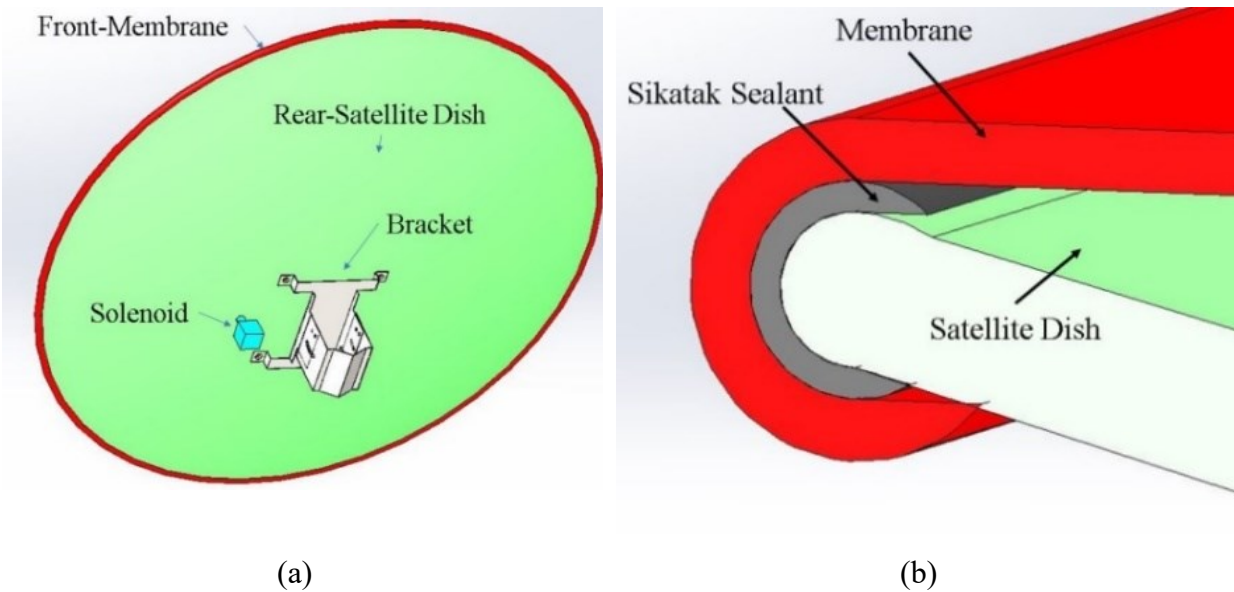 Front-Membrane
Rear-Satellite Dish
Bracket
Solenoid
(a)
Membrane
Sikatak Sealant
Satellite Dish
(b)